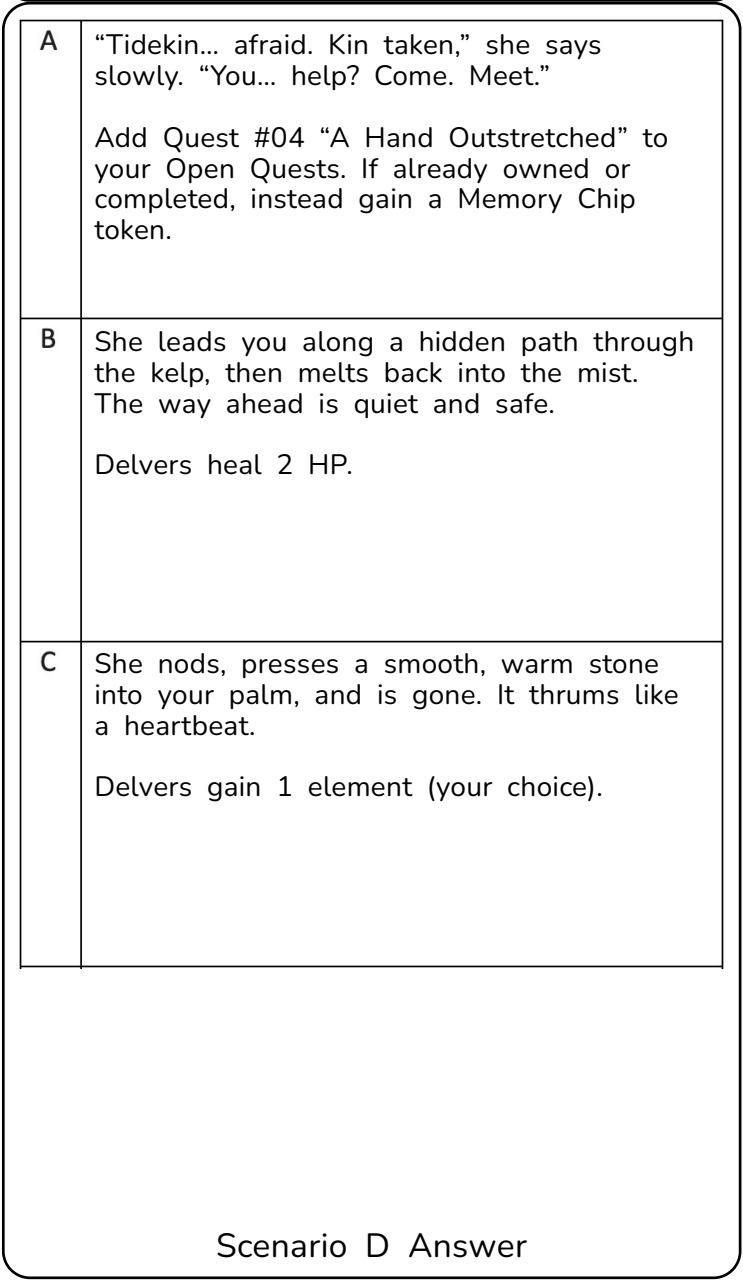 A
“Tidekin... afraid. Kin taken,” she says
slowly. “You... help? Come. Meet.”
Add Quest #04 “A Hand Outstretched” to
your Open Quests. If already owned or
completed, instead gain a Memory Chip
token.
B
She leads you along a hidden path through
the kelp, then melts back into the mist.
The way ahead is quiet and safe.
Delvers heal 2 HP.
C
She nods, presses a smooth, warm stone
into your palm, and is gone. It thrums like
a heartbeat.
Delvers gain 1 element (your choice).
Scenario D Answer